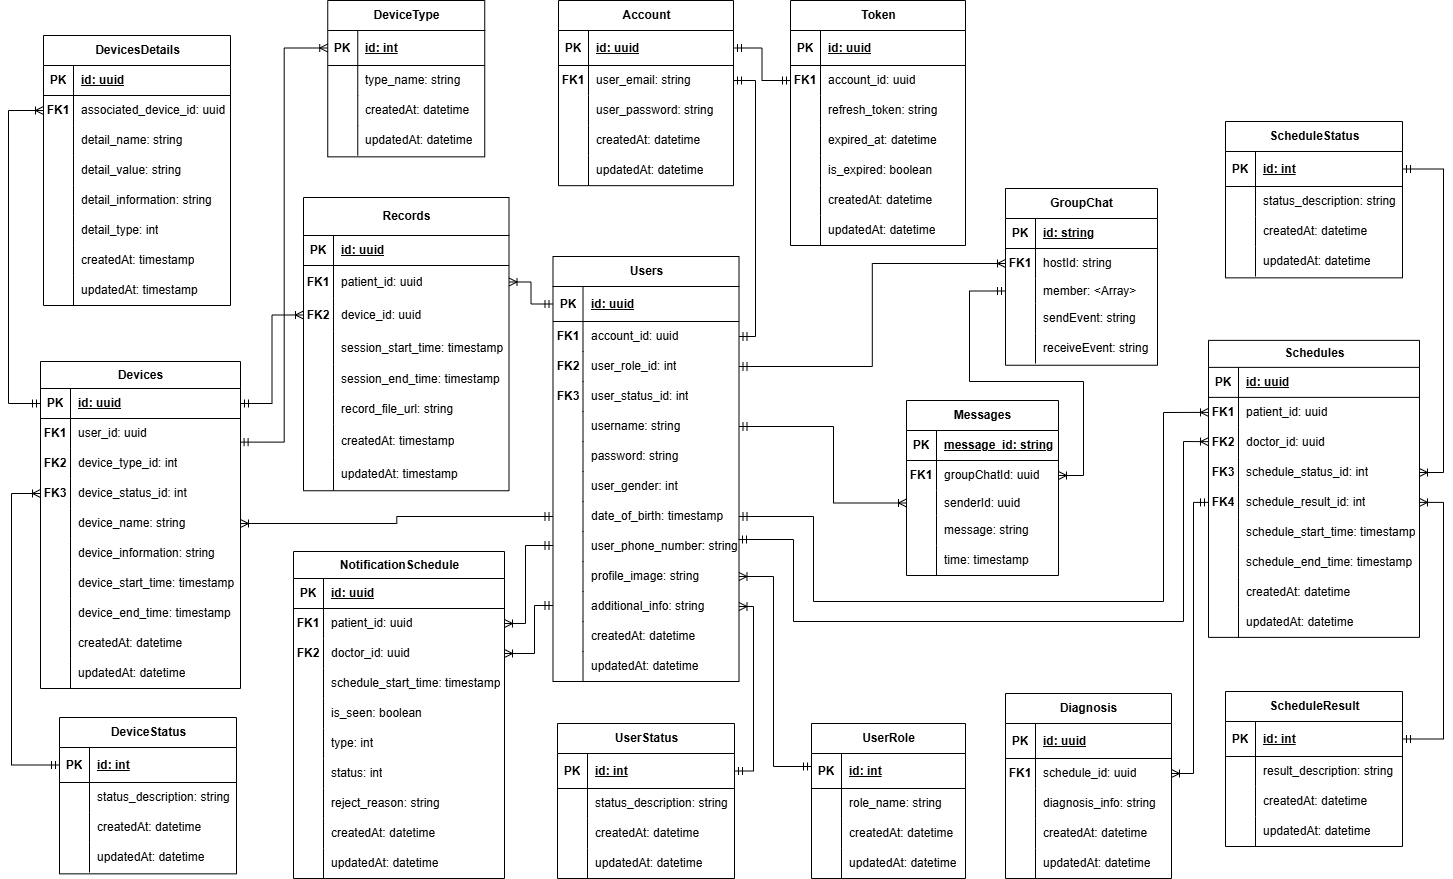 DevicesDetails
PK id: uuid
FK1 associated_device_id: uuid
detail_name: string
detail_value: string
detail_information: string
detail_type: int
createdAt: timestamp
updatedAt: timestamp
DeviceType
PK id: int
type_name: string
createdAt: datetime
updatedAt: datetime
Account
PK id: uuid
FK1 user_email: string
user_password: string
createdAt: datetime
updatedAt: datetime
Token
PK id: uuid
FK1 account_id: uuid
refresh_token: string
expired_at: datetime
is_expired: boolean
createdAt: datetime
updatedAt: datetime
ScheduleStatus
PK id: int
status_description: string
createdAt: datetime
updatedAt: datetime
Records
PK id: uuid
FK1 patient_id: uuid
FK2 device_id: uuid
session_start_time: timestamp
session_end_time: timestamp
record_file_url: string
createdAt: timestamp
updatedAt: timestamp
GroupChat
PK id: string
FK1 hostId: string
member: <Array>
sendEvent: string
receiveEvent: string
Users
PK id: uuid
FK1 account_id: uuid
FK2 user_role_id: int
FK3 user_status_id: int
username: string
password: string
user_gender: int
date_of_birth: timestamp
user_phone_number: string
profile_image: string
additional_info: string
createdAt: datetime
updatedAt: datetime
Devices
PK id: uuid
FK1 user_id: uuid
FK2 device_type_id: int
FK3 device_status_id: int
device_name: string
device_information: string
device_start_time: timestamp
device_end_time: timestamp
createdAt: datetime
updatedAt: datetime
Schedules
PK id: uuid
FK1 patient_id: uuid
FK2 doctor_id: uuid
FK3 schedule_status_id: int
FK4 schedule_result_id: int
schedule_start_time: timestamp
schedule_end_time: timestamp
createdAt: datetime
updatedAt: datetime
Messages
PK message_id: string
FK1 groupChatId: uuid
senderId: uuid
message: string
time: timestamp
NotificationSchedule
PK id: uuid
FK1 patient_id: uuid
FK2 doctor_id: uuid
schedule_start_time: timestamp
is_seen: boolean
type: int
status: int
reject_reason: string
createdAt: datetime
updatedAt: datetime
DeviceStatus
PK id: int
status_description: string
createdAt: datetime
updatedAt: datetime
UserStatus
PK id: int
status_description: string
createdAt: datetime
updatedAt: datetime
UserRole
PK id: int
role_name: string
createdAt: datetime
updatedAt: datetime
Diagnosis
PK id: uuid
FK1 schedule_id: uuid
diagnosis_info: string
createdAt: datetime
updatedAt: datetime
ScheduleResult
PK id: int
result_description: string
createdAt: datetime
updatedAt: datetime